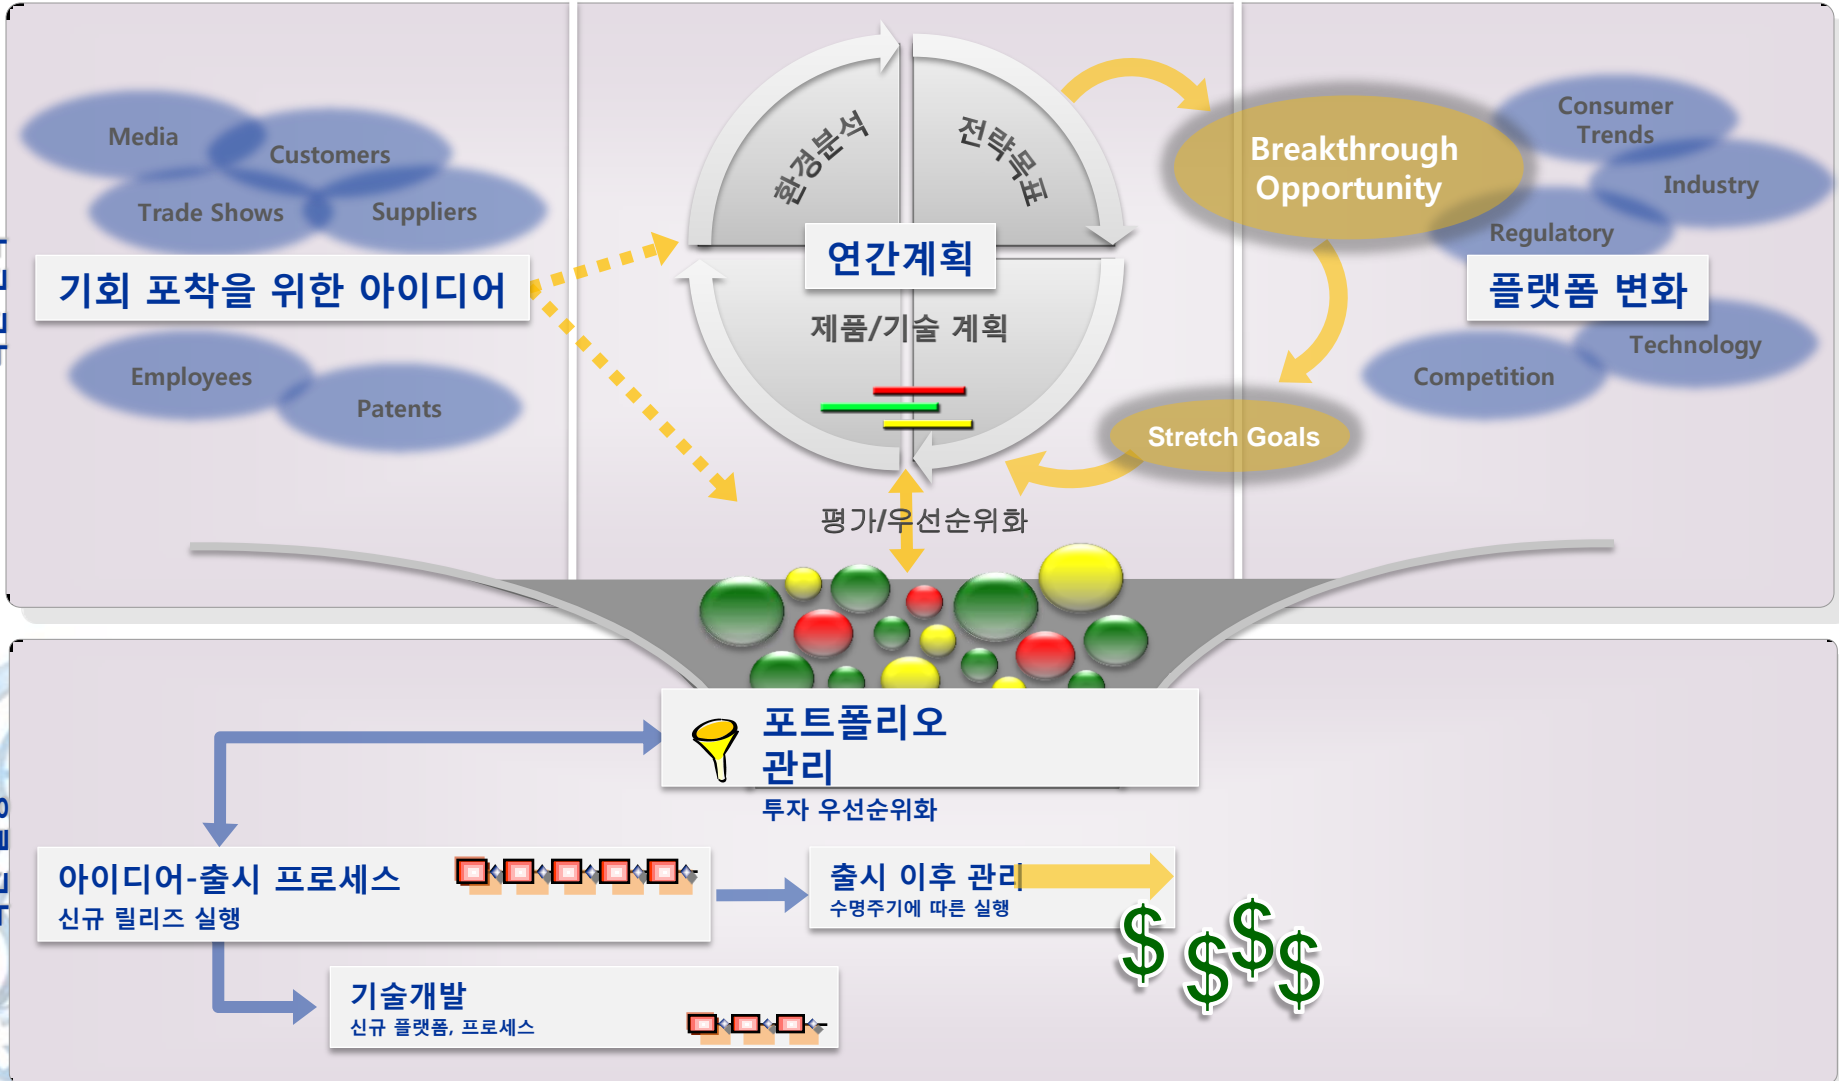 Media
Customers
Trade Shows
Suppliers
기회 포착을 위한 아이디어
Employees
Patents
환경분석
전략목표
연간계획
제품/기술 계획
평가/우선순위화
Breakthrough
Opportunity
Stretch Goals
Consumer
Trends
Industry
Regulatory
플랫폼 변화
Technology
Competition
포트폴리오
관리
투자 우선순위화
아이디어-출시 프로세스
신규 릴리즈 실행
출시 이후 관리
수명주기에 따른 실행
$ $ $ $
기술개발
신규 플랫폼, 프로세스